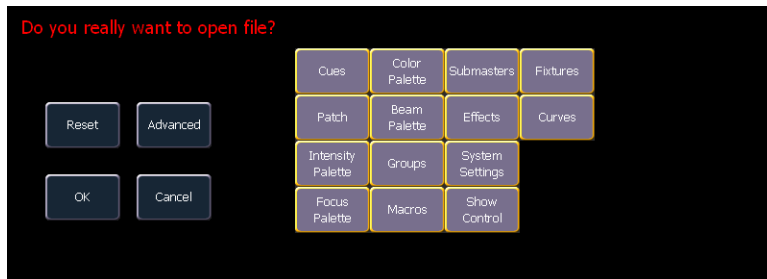 Do you really want to open file?
Cues
Color
Palette
Submasters
Fixtures
Reset
Advanced
Patch
Beam
Palette
Effects
Curves
Intensity
Palette
Groups
System
Settings
OK
Cancel
Focus
Palette
Macros
Show
Control